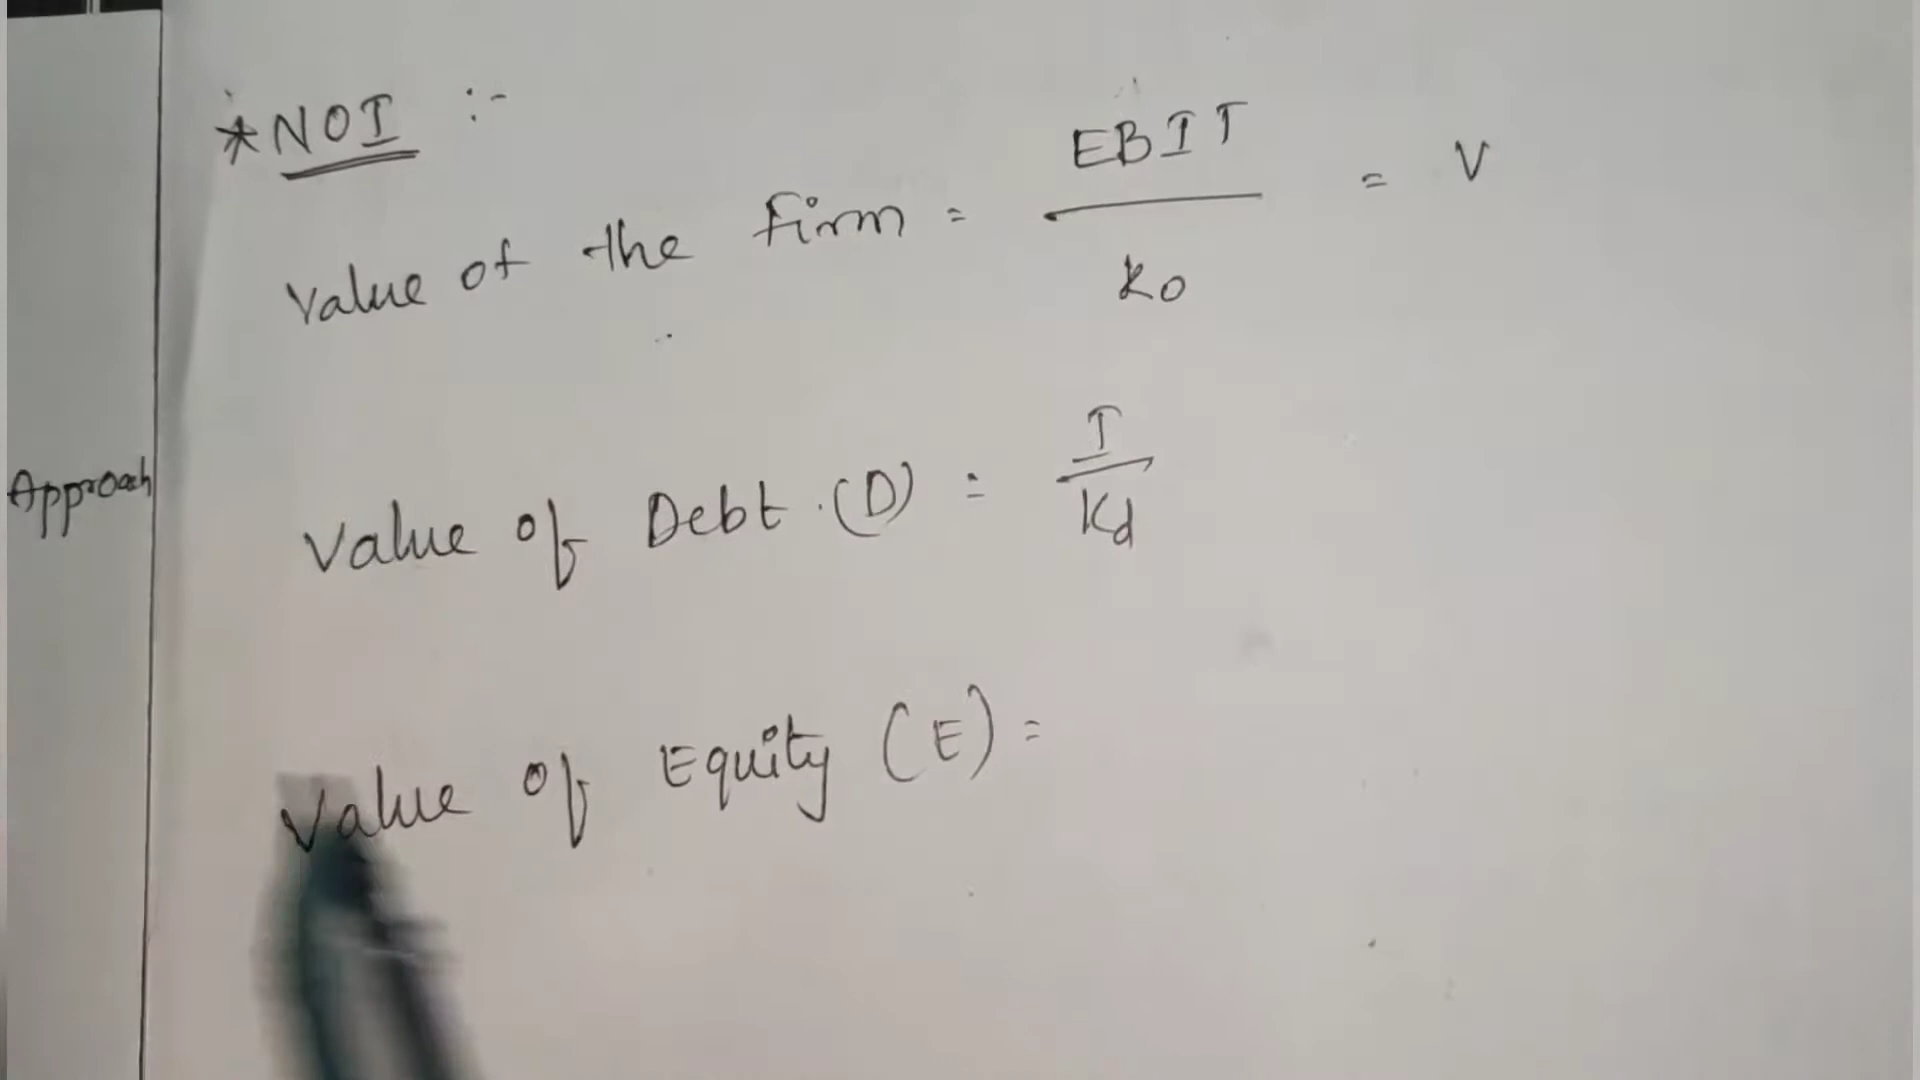 *NOI :-
Value of the firm = EBIT / Ko = V
Approach
Value of Debt. (D) = I / Kd
Value of Equity (E) =